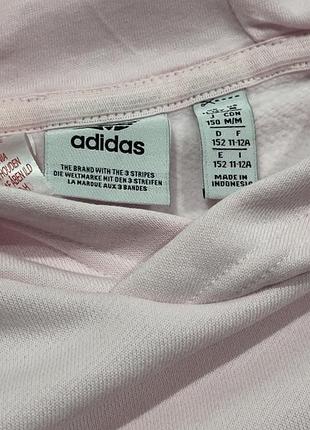 adidas
THE BRAND WITH THE 3 STRIPES
DIE WELTMARKE MIT DEN 3 STREIFEN
LA MARQUE AUX 3 BANDES
J CDN
150 M/M
D F
152 11-12A
E I
152 11-12A
MADE IN
INDONESIA